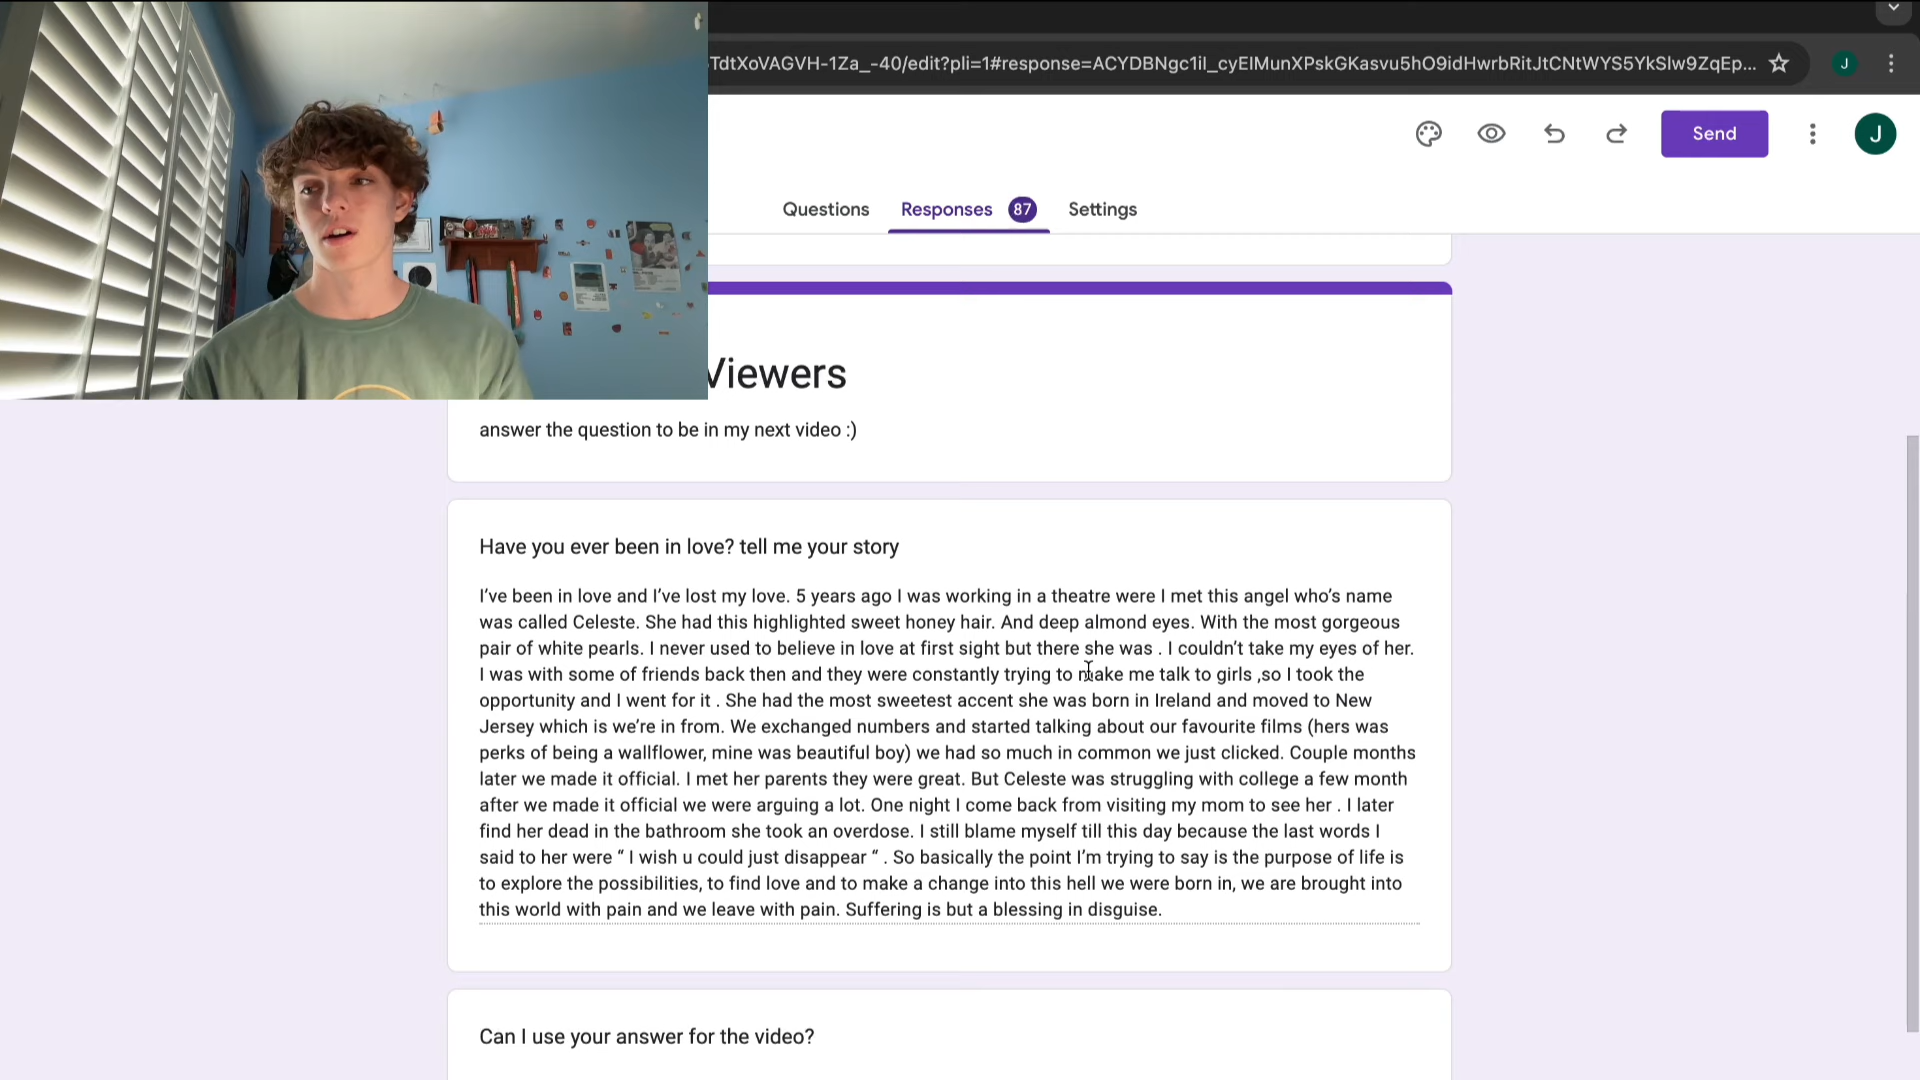 TdtXoVAGVH-1Za_-40/edit?pli=1#response=ACYDBNgc1il_cyElMunXPskGKasvu5hO9idHwrbRitJtCNtWYS5YkSlw9ZqEp...
J
Send
J
Questions
Responses 87
Settings
Viewers
answer the question to be in my next video :)
Have you ever been in love? tell me your story
I’ve been in love and I’ve lost my love. 5 years ago I was working in a theatre were I met this angel who’s name
was called Celeste. She had this highlighted sweet honey hair. And deep almond eyes. With the most gorgeous
pair of white pearls. I never used to believe in love at first sight but there she was . I couldn’t take my eyes of her.
I was with some of friends back then and they were constantly trying to make me talk to girls ,so I took the
opportunity and I went for it . She had the most sweetest accent she was born in Ireland and moved to New
Jersey which is we’re in from. We exchanged numbers and started talking about our favourite films (hers was
perks of being a wallflower, mine was beautiful boy) we had so much in common we just clicked. Couple months
later we made it official. I met her parents they were great. But Celeste was struggling with college a few month
after we made it official we were arguing a lot. One night I come back from visiting my mom to see her . I later
find her dead in the bathroom she took an overdose. I still blame myself till this day because the last words I
said to her were “ I wish u could just disappear “ . So basically the point I’m trying to say is the purpose of life is
to explore the possibilities, to find love and to make a change into this hell we were born in, we are brought into
this world with pain and we leave with pain. Suffering is but a blessing in disguise.
Can I use your answer for the video?